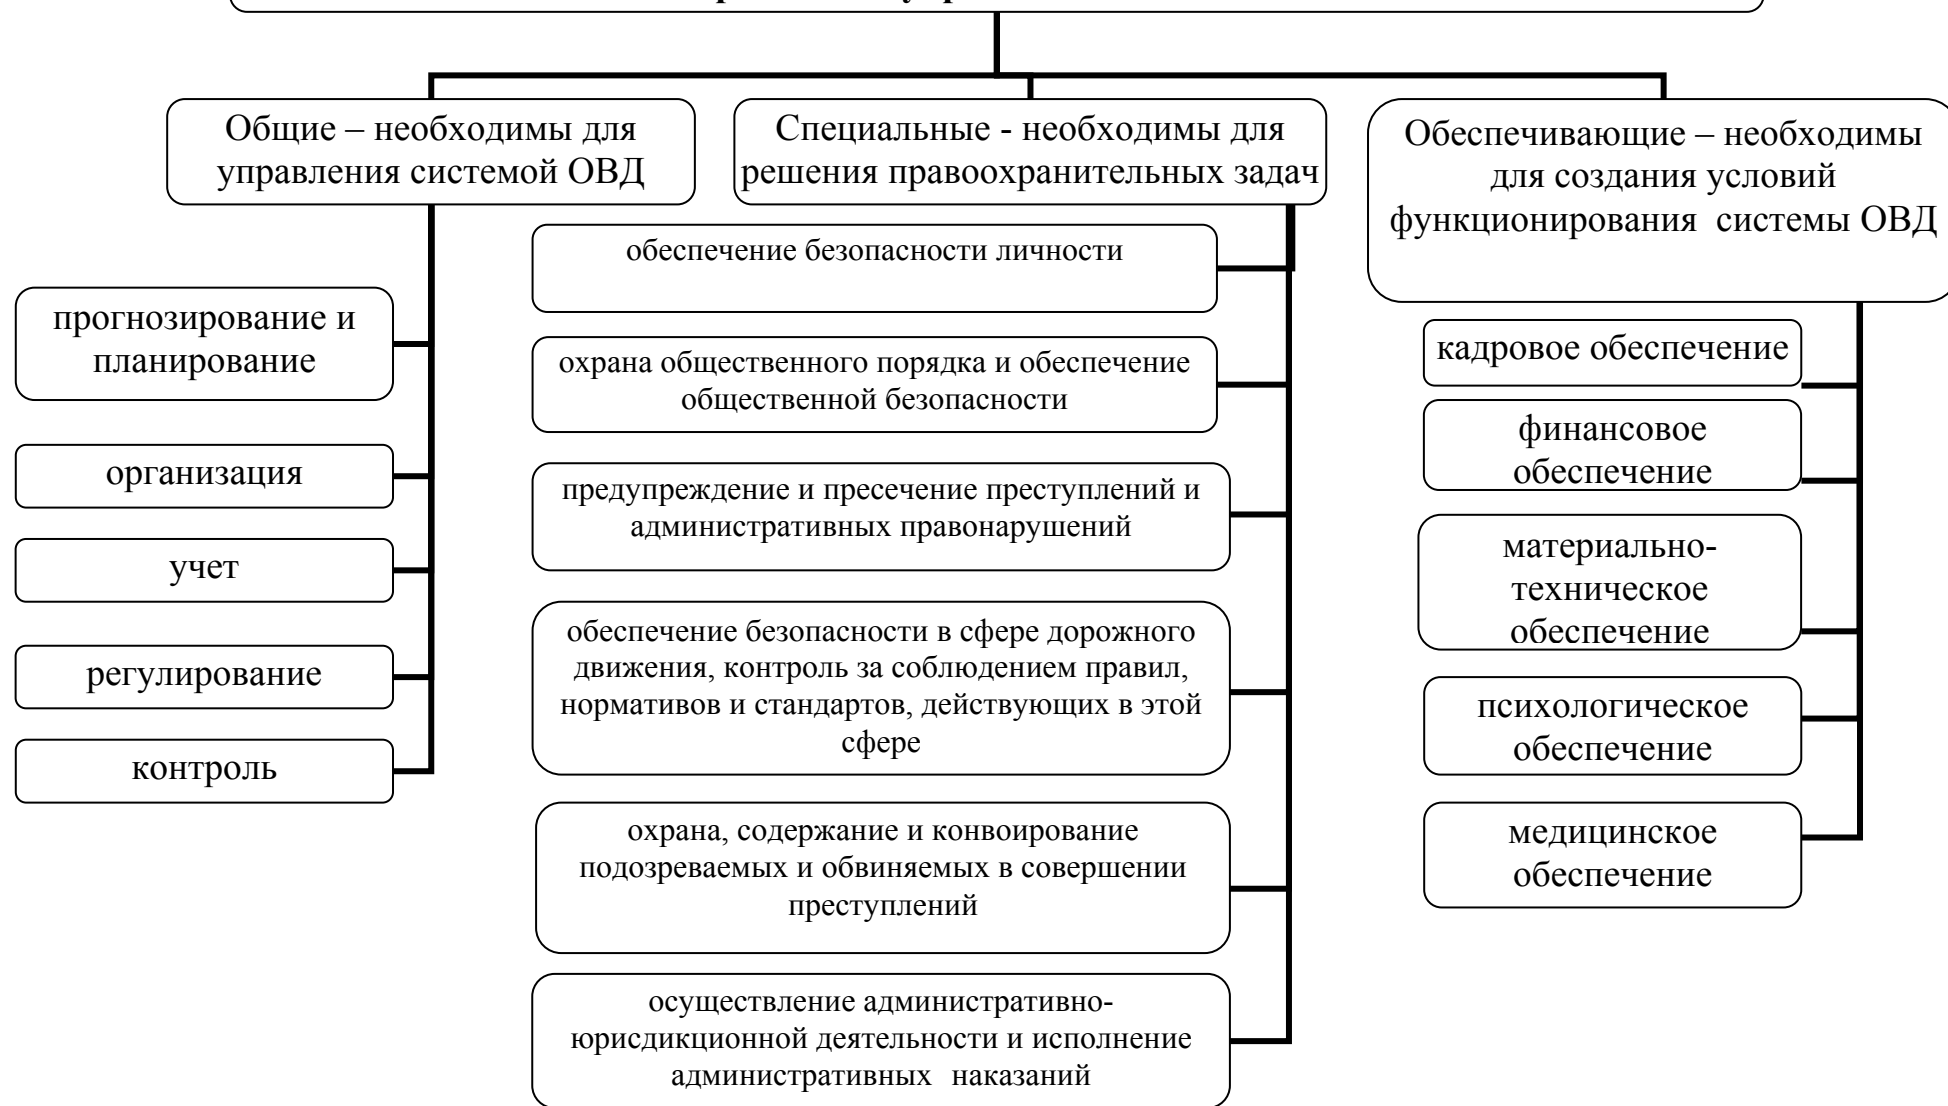 Общие – необходимы для
управления системой ОВД
Специальные - необходимы для
решения правоохранительных задач
Обеспечивающие – необходимы
для создания условий
функционирования системы ОВД
прогнозирование и
планирование
организация
учет
регулирование
контроль
обеспечение безопасности личности
охрана общественного порядка и обеспечение
общественной безопасности
предупреждение и пресечение преступлений и
административных правонарушений
обеспечение безопасности в сфере дорожного
движения, контроль за соблюдением правил,
нормативов и стандартов, действующих в этой
сфере
охрана, содержание и конвоирование
подозреваемых и обвиняемых в совершении
преступлений
осуществление административно-
юрисдикционной деятельности и исполнение
административных наказаний
кадровое обеспечение
финансовое
обеспечение
материально-
техническое
обеспечение
психологическое
обеспечение
медицинское
обеспечение